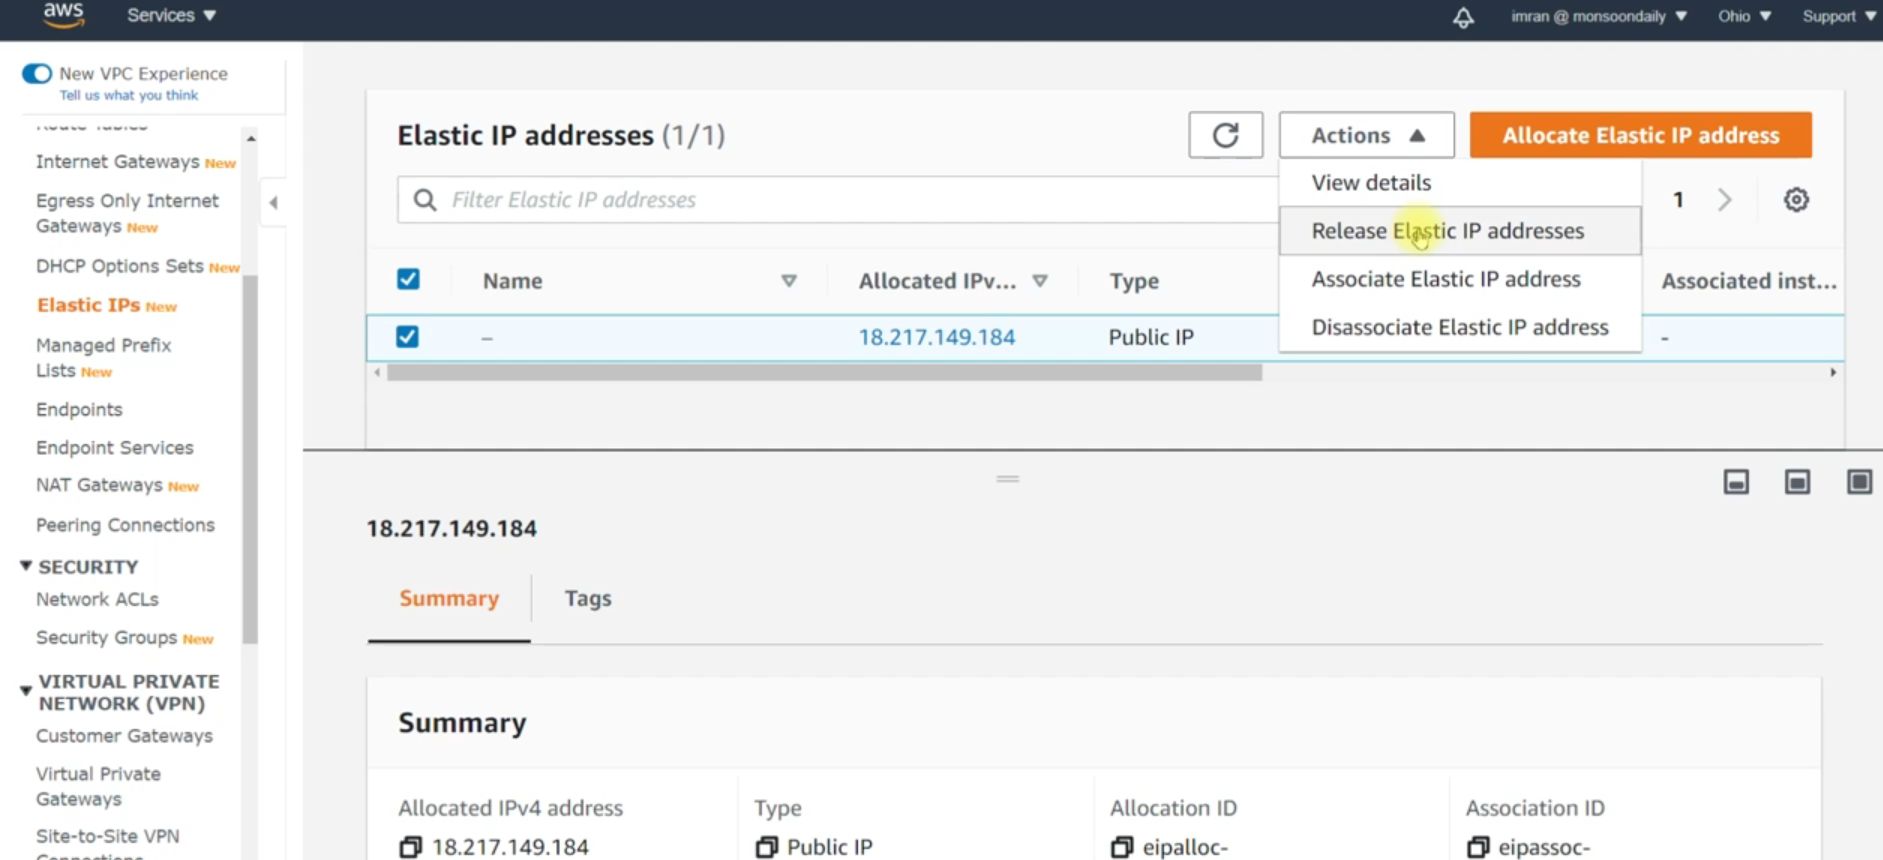 aws Services ▼ imran @ monsoondaily ▼ Ohio ▼ Support ▼
New VPC Experience
Tell us what you think
Internet Gateways New
Egress Only Internet
Gateways New
DHCP Options Sets New
Elastic IPs New
Managed Prefix
Lists New
Endpoints
Endpoint Services
NAT Gateways New
Peering Connections
▼ SECURITY
Network ACLs
Security Groups New
▼ VIRTUAL PRIVATE
NETWORK (VPN)
Customer Gateways
Virtual Private
Gateways
Site-to-Site VPN
Elastic IP addresses (1/1)
Actions ▲
Allocate Elastic IP address
Filter Elastic IP addresses
1
View details
Release Elastic IP addresses
Associate Elastic IP address
Disassociate Elastic IP address
Name Allocated IPv... Type Associated inst...
– 18.217.149.184 Public IP -
18.217.149.184
Summary Tags
Summary
Allocated IPv4 address Type Allocation ID Association ID
18.217.149.184 Public IP eipalloc- eipassoc-